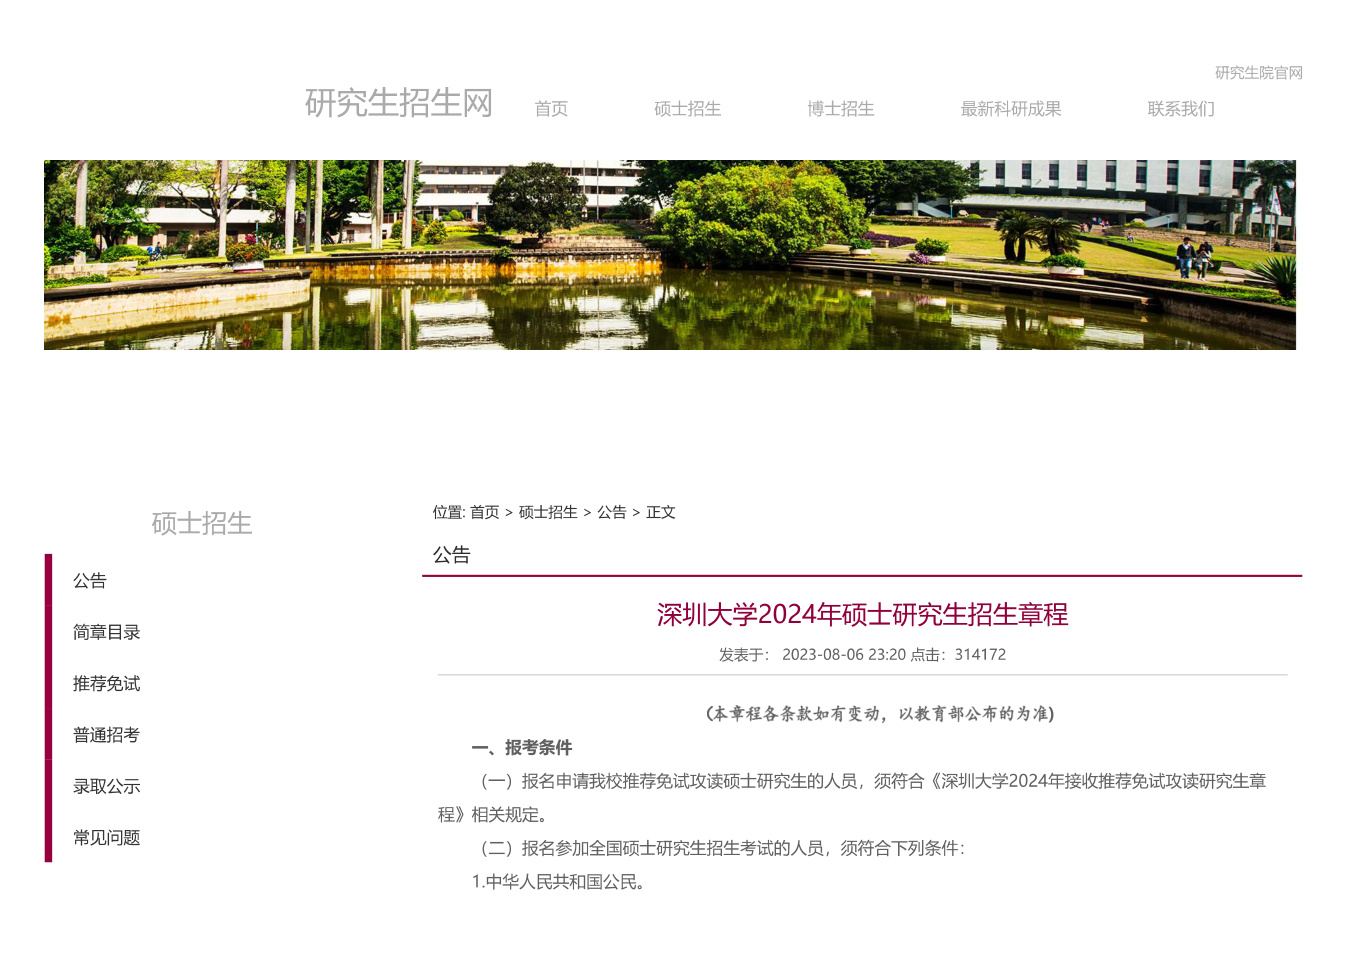 研究生院官网
研究生招生网
首页
硕士招生
博士招生
最新科研成果
联系我们
硕士招生
公告
简章目录
推荐免试
普通招考
录取公示
常见问题
位置: 首页 > 硕士招生 > 公告 > 正文
公告
深圳大学2024年硕士研究生招生章程
发表于： 2023-08-06 23:20 点击：314172
(本章程各条款如有变动，以教育部公布的为准)
一、报考条件
（一）报名申请我校推荐免试攻读硕士研究生的人员，须符合《深圳大学2024年接收推荐免试攻读研究生章
程》相关规定。
（二）报名参加全国硕士研究生招生考试的人员，须符合下列条件：
1.中华人民共和国公民。